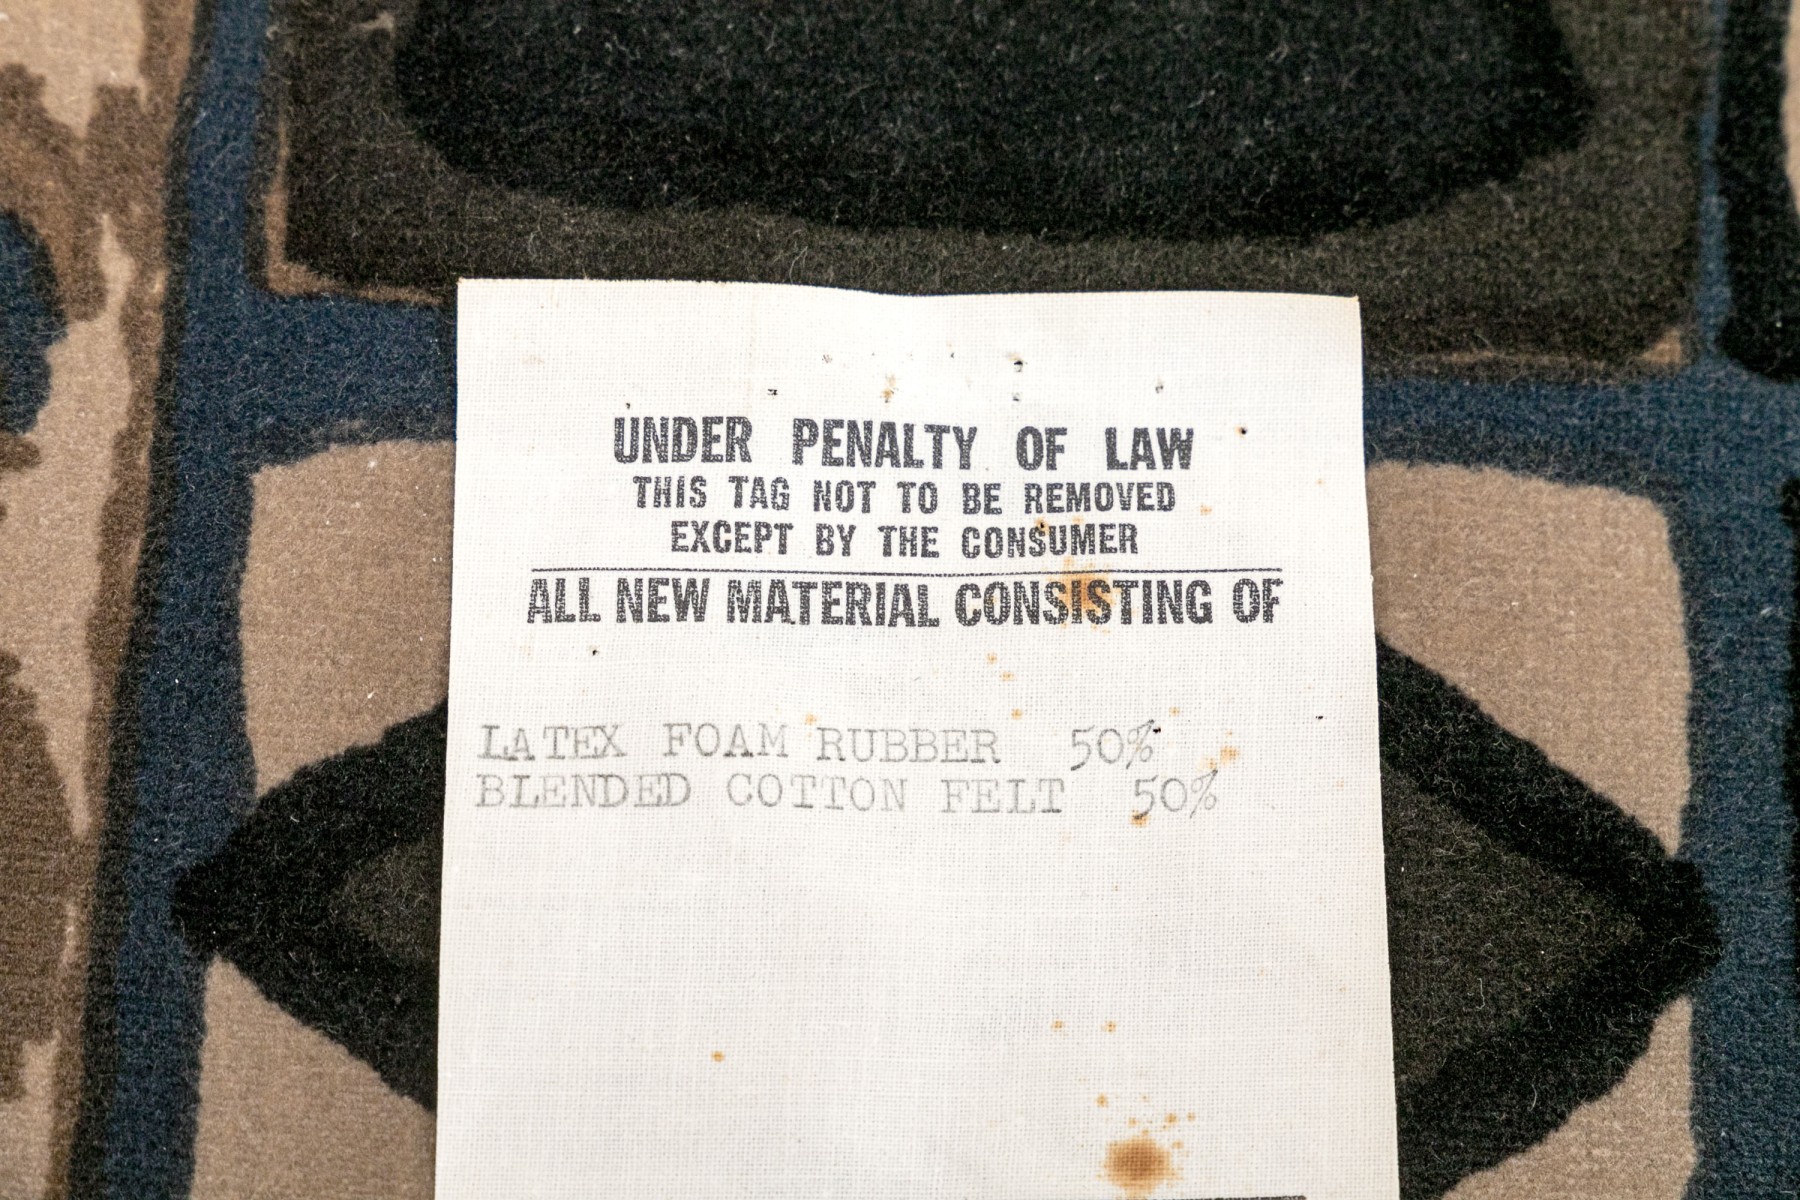 UNDER PENALTY OF LAW
THIS TAG NOT TO BE REMOVED
EXCEPT BY THE CONSUMER
ALL NEW MATERIAL CONSISTING OF
LATEX FOAM RUBBER 50%
BLENDED COTTON FELT 50%